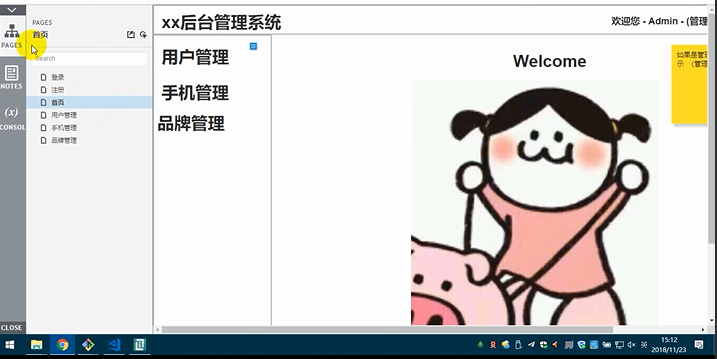 PAGES
首页
PAGES
Search
NOTES
(x)
CONSOL
登录
注册
首页
用户管理
手机管理
品牌管理
CLOSE
xx后台管理系统
欢迎您 - Admin - (管理
用户管理
手机管理
品牌管理
Welcome
如果是管理
示 (管理
英
15:12
2018/11/23